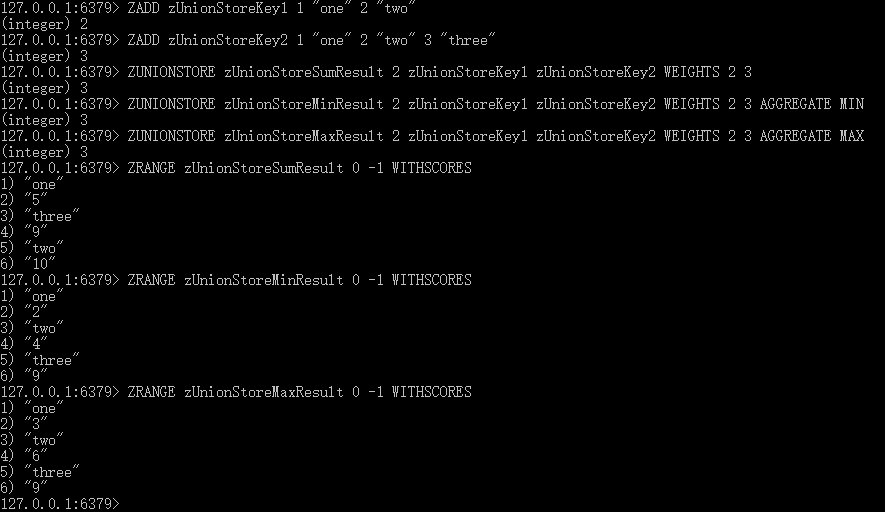 127.0.0.1:6379> ZADD zUnionStoreKey1 1 "one" 2 "two"
(integer) 2
127.0.0.1:6379> ZADD zUnionStoreKey2 1 "one" 2 "two" 3 "three"
(integer) 3
127.0.0.1:6379> ZUNIONSTORE zUnionStoreSumResult 2 zUnionStoreKey1 zUnionStoreKey2 WEIGHTS 2 3
(integer) 3
127.0.0.1:6379> ZUNIONSTORE zUnionStoreMinResult 2 zUnionStoreKey1 zUnionStoreKey2 WEIGHTS 2 3 AGGREGATE MIN
(integer) 3
127.0.0.1:6379> ZUNIONSTORE zUnionStoreMaxResult 2 zUnionStoreKey1 zUnionStoreKey2 WEIGHTS 2 3 AGGREGATE MAX
(integer) 3
127.0.0.1:6379> ZRANGE zUnionStoreSumResult 0 -1 WITHSCORES
1) "one"
2) "5"
3) "three"
4) "9"
5) "two"
6) "10"
127.0.0.1:6379> ZRANGE zUnionStoreMinResult 0 -1 WITHSCORES
1) "one"
2) "2"
3) "two"
4) "4"
5) "three"
6) "9"
127.0.0.1:6379> ZRANGE zUnionStoreMaxResult 0 -1 WITHSCORES
1) "one"
2) "3"
3) "two"
4) "6"
5) "three"
6) "9"
127.0.0.1:6379>